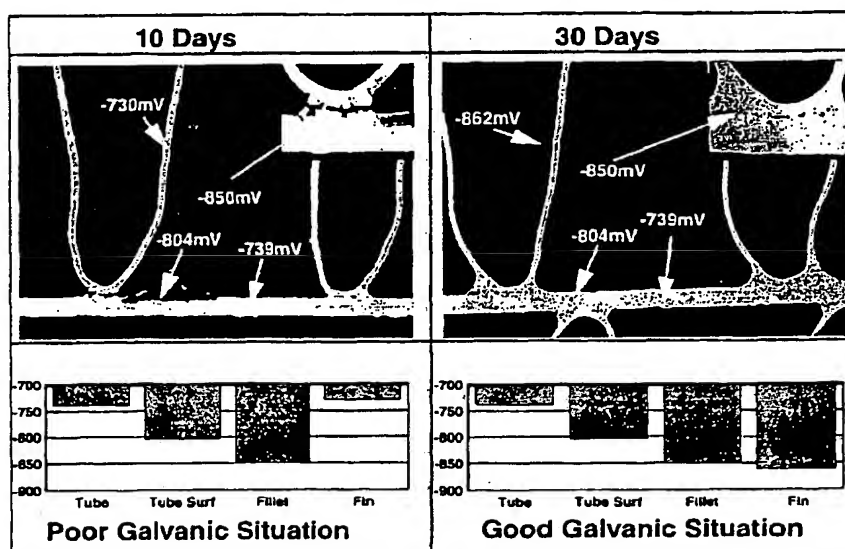 10 Days
30 Days
-730mV
-850mV
-804mV
-739mV
-862mV
-850mV
-804mV
-739mV
-700
-750
-800
-850
-900
Tube Tube Surf Fillet Fin
Poor Galvanic Situation
-700
-750
-800
-850
-900
Tube Tube Surf Fillet Fin
Good Galvanic Situation